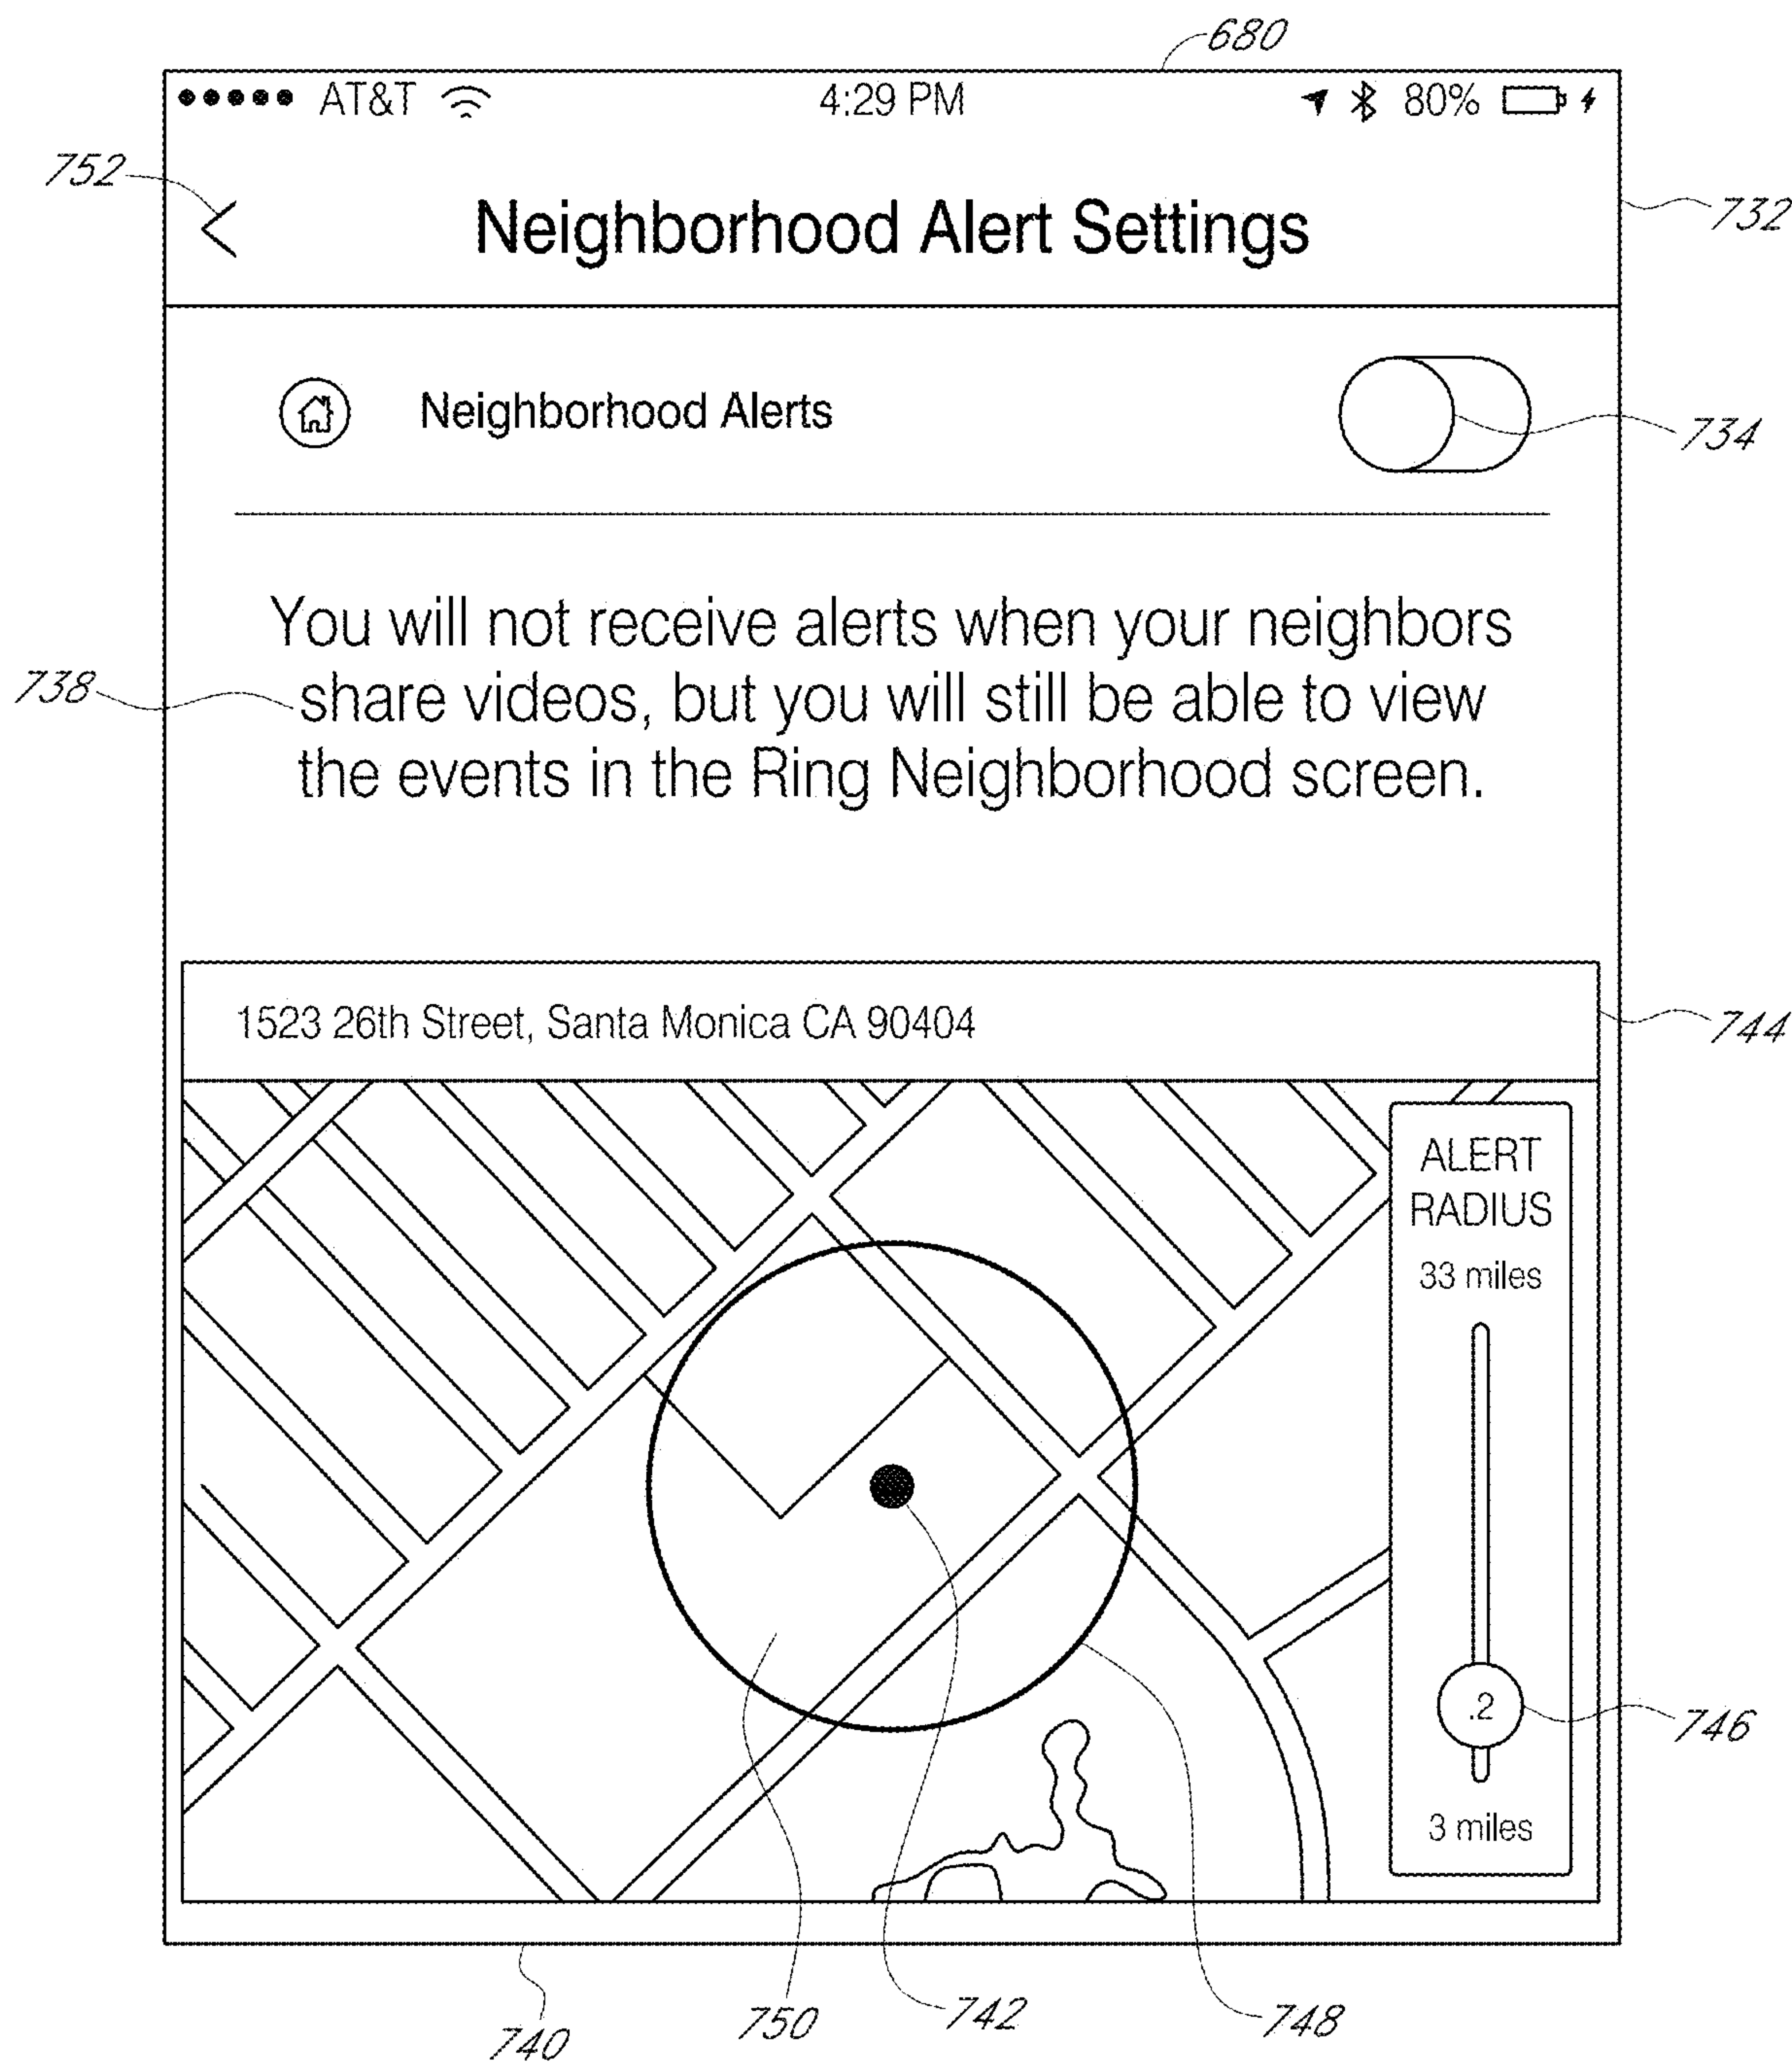 680
AT&T 4:29 PM 80%
752
Neighborhood Alert Settings
732
Neighborhood Alerts
734
You will not receive alerts when your neighbors
738
share videos, but you will still be able to view
the events in the Ring Neighborhood screen.
1523 26th Street, Santa Monica CA 90404
744
ALERT
RADIUS
33 miles
.2
746
3 miles
740
750
742
748